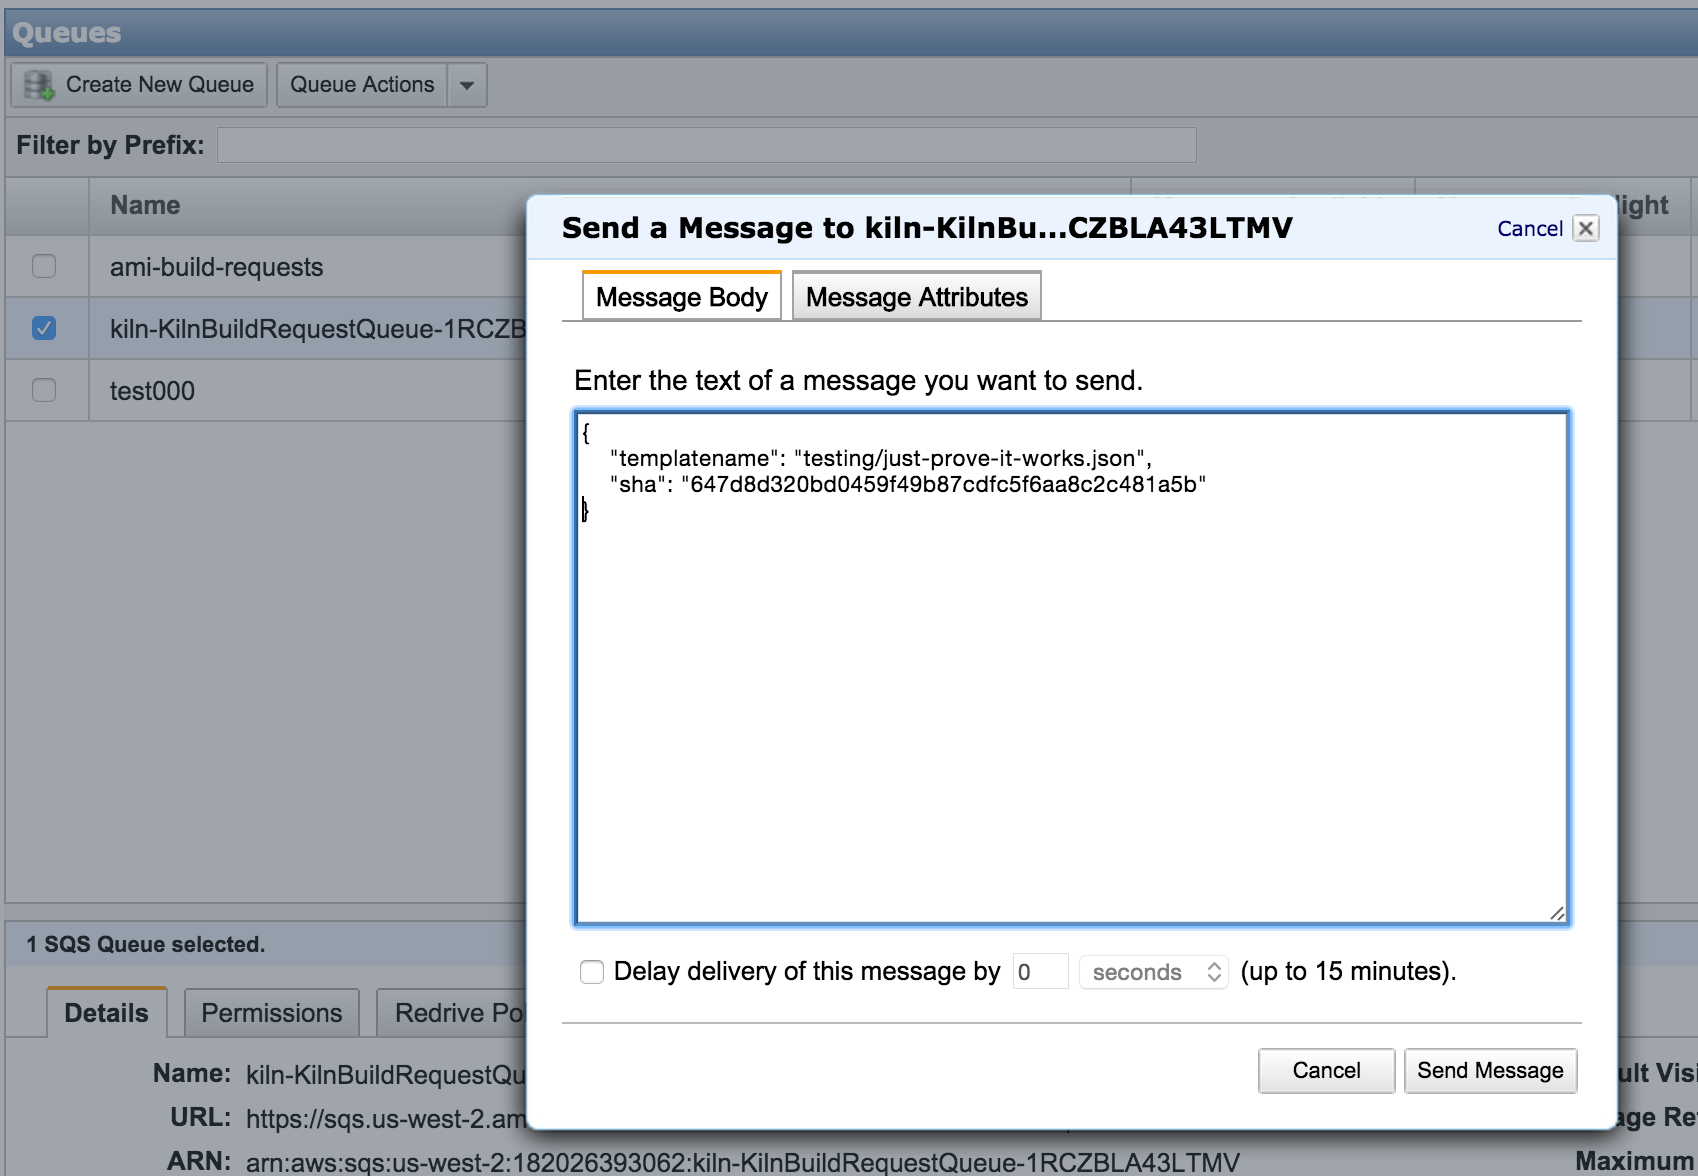 Queues
Create New Queue
Queue Actions
Filter by Prefix:
Name
light
ami-build-requests
kiln-KilnBuildRequestQueue-1RCZB
test000
Send a Message to kiln-KilnBu...CZBLA43LTMV
Cancel
Message Body
Message Attributes
Enter the text of a message you want to send.
{
"templatename": "testing/just-prove-it-works.json",
"sha": "647d8d320bd0459f49b87cdfc5f6aa8c2c481a5b"
}
Delay delivery of this message by 0 seconds (up to 15 minutes).
Cancel
Send Message
1 SQS Queue selected.
Details
Permissions
Redrive Po
Name: kiln-KilnBuildRequestQu
ult Visi
URL: https://sqs.us-west-2.am
age Ret
ARN: arn:aws:sqs:us-west-2:182026393062:kiln-KilnBuildRequestQueue-1RCZBLA43LTMV
Maximum